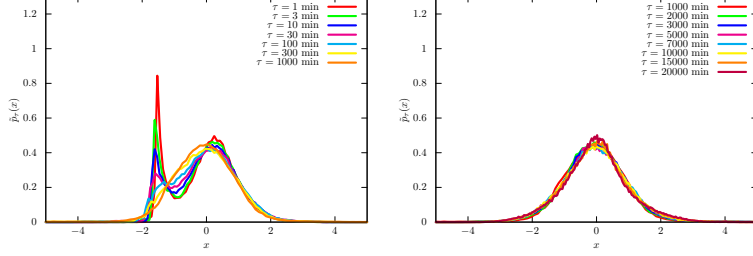 1.2
1
0.8
0.6
0.4
0.2
0
−4
−2
0
2
4
x
p̃τ(x)
τ = 1 min
τ = 3 min
τ = 10 min
τ = 30 min
τ = 100 min
τ = 300 min
τ = 1000 min
1.2
1
0.8
0.6
0.4
0.2
0
−4
−2
0
2
4
x
p̃τ(x)
τ = 1000 min
τ = 2000 min
τ = 3000 min
τ = 5000 min
τ = 7000 min
τ = 10000 min
τ = 15000 min
τ = 20000 min